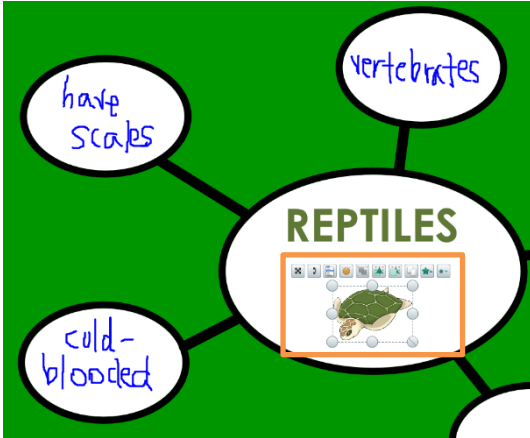 have
scales
vertebrates
REPTILES
cold-
blooded